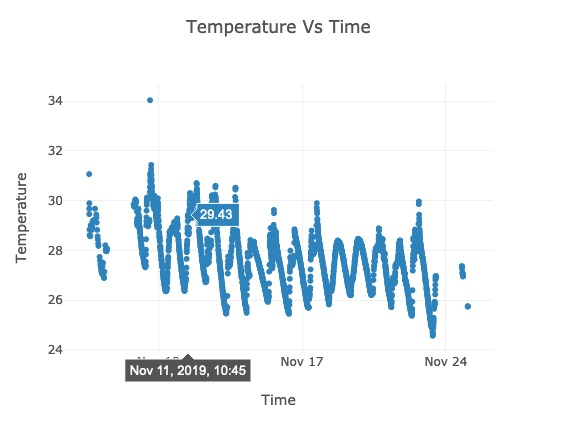 Temperature Vs Time
34
32
30
28
26
24
Temperature
29.43
Nov 17
Nov 24
Nov 11, 2019, 10:45
Time